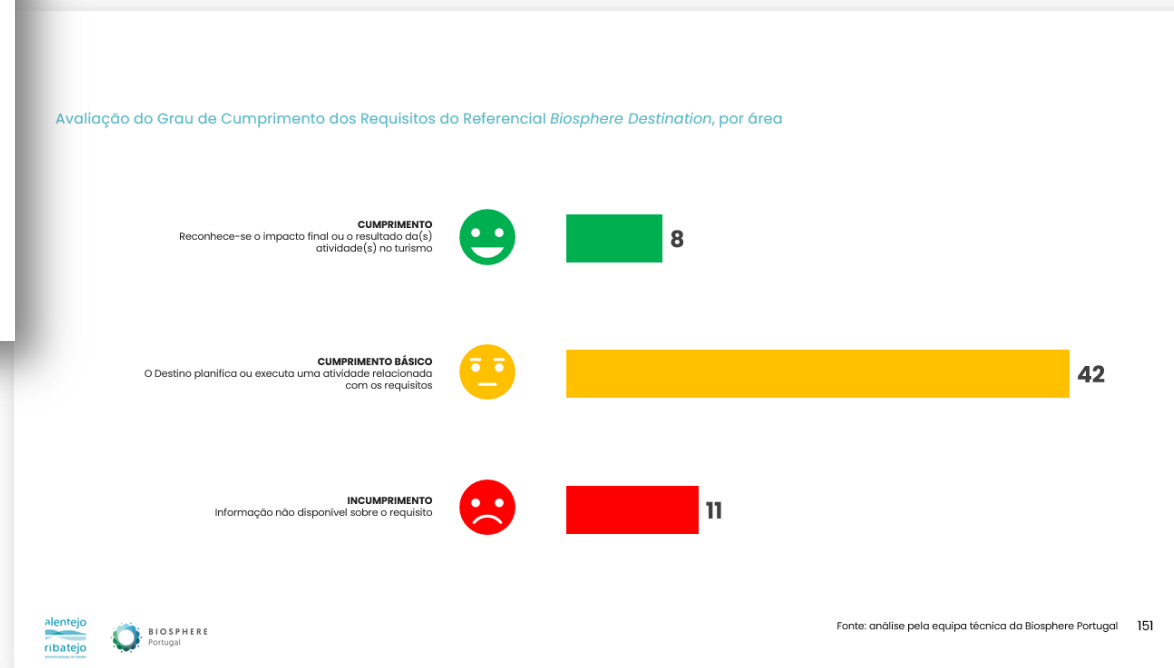 Avaliação do Grau de Cumprimento dos Requisitos do Referencial Biosphere Destination, por área
CUMPRIMENTO
Reconhece-se o impacto final ou o resultado da(s)
atividade(s) no turismo
8
CUMPRIMENTO BÁSICO
O Destino planifica ou executa uma atividade relacionada
com os requisitos
42
INCUMPRIMENTO
Informação não disponível sobre o requisito
11
alentejo
ribatejo
BIOSPHERE
Portugal
Fonte: análise pela equipa técnica da Biosphere Portugal
151